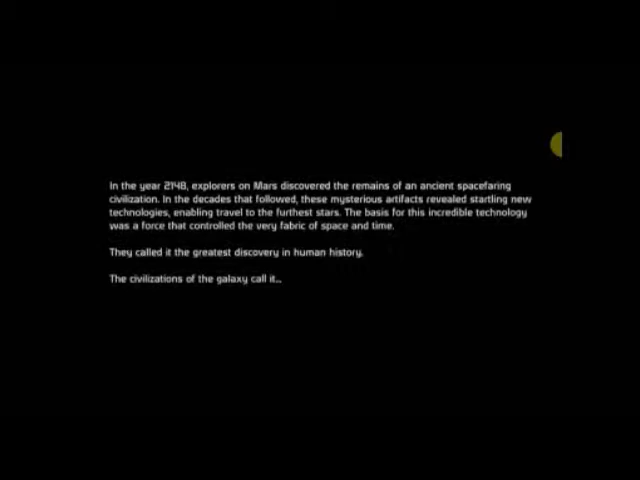 In the year 2148, explorers on Mars discovered the remains of an ancient spacefaring
civilization. In the decades that followed, these mysterious artifacts revealed startling new
technologies, enabling travel to the furthest stars. The basis for this incredible technology
was a force that controlled the very fabric of space and time.
They called it the greatest discovery in human history.
The civilizations of the galaxy call it...